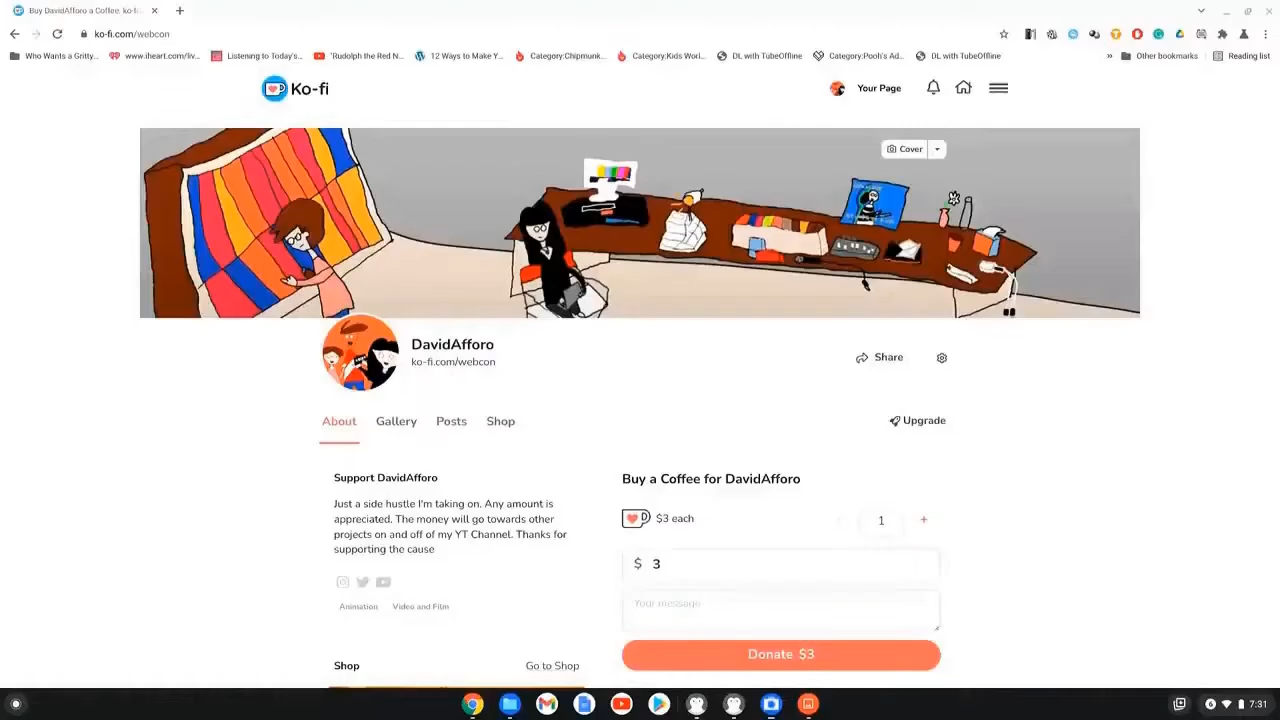 Buy DavidAfforo a Coffee. ko-fi
ko-fi.com/webcon
Who Wants a Gritty...
www.iheart.com/liv...
Listening to Today's...
'Rudolph the Red N...
12 Ways to Make Y...
Category:Chipmunk...
Category:Kids Worl...
DL with TubeOffline
Category:Pooh's Ad...
DL with TubeOffline
»
Other bookmarks
Reading list
Ko-fi
Your Page
Cover
DavidAfforo
ko-fi.com/webcon
Share
About
Gallery
Posts
Shop
Upgrade
Support DavidAfforo
Just a side hustle I'm taking on. Any amount is
appreciated. The money will go towards other
projects on and off of my YT Channel. Thanks for
supporting the cause
Animation
Video and Film
Shop
Go to Shop
Buy a Coffee for DavidAfforo
$3 each
1
+
$ 3
Your message
Donate $3
6
7:31